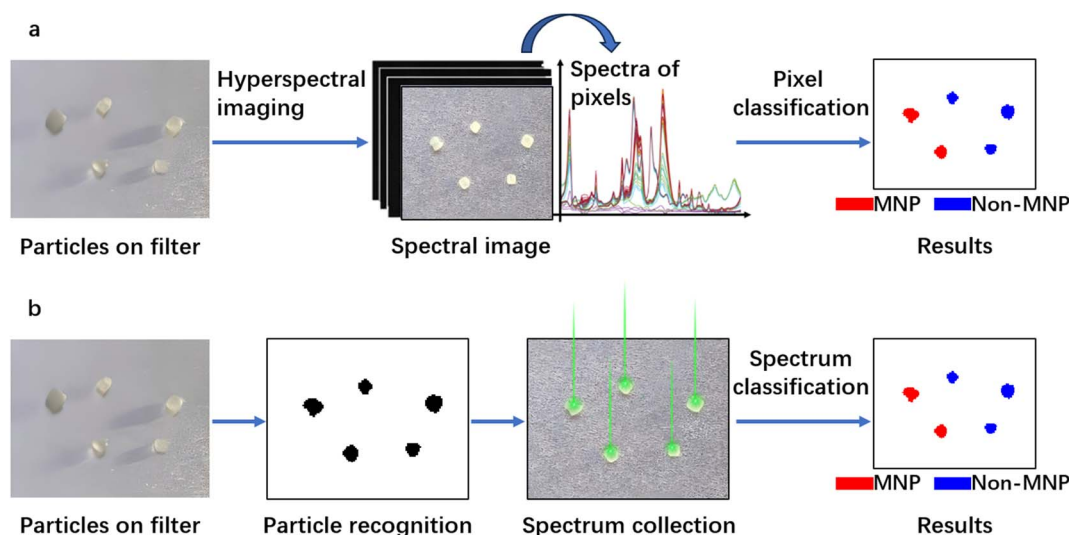 a
Hyperspectral
imaging
Spectra of
pixels
Pixel
classification
MNP
Non-MNP
Particles on filter
Spectral image
Results
b
Spectrum
classification
MNP
Non-MNP
Particles on filter
Particle recognition
Spectrum collection
Results